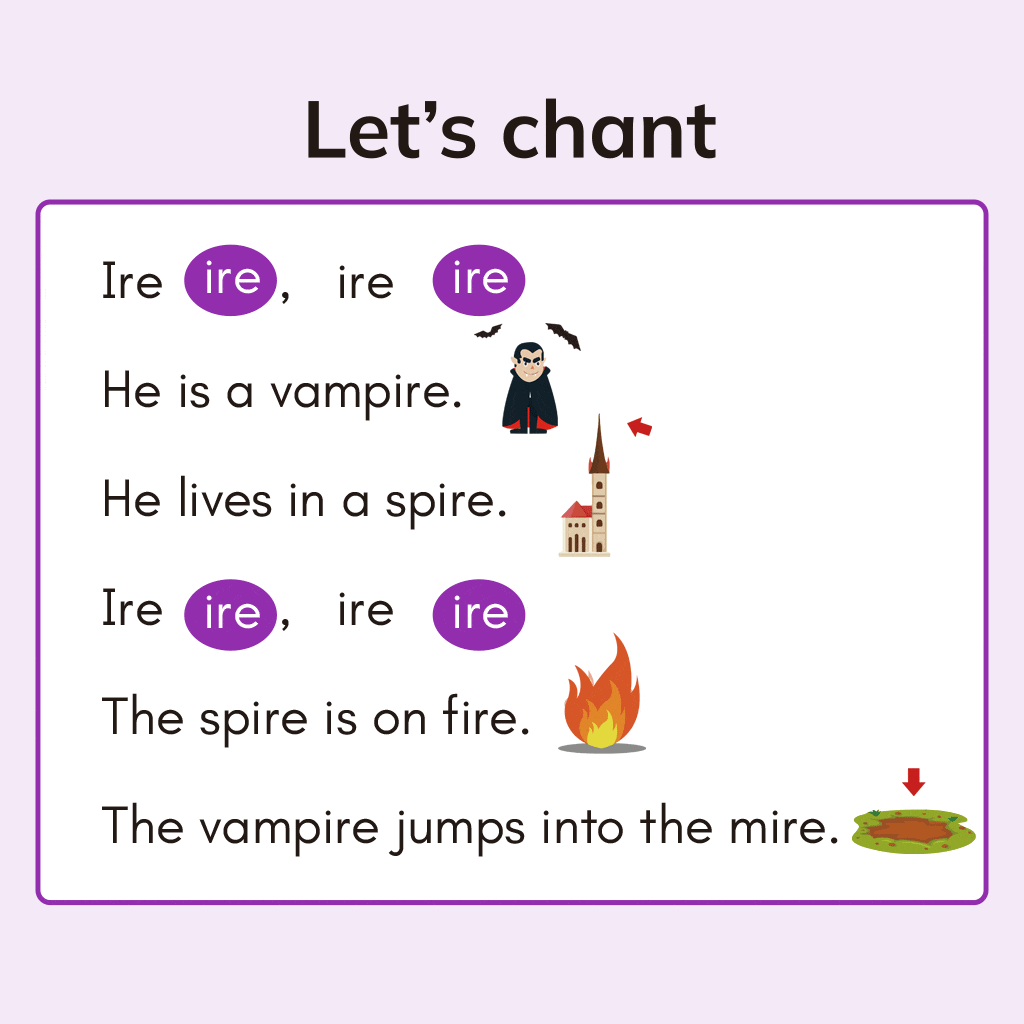 Let's chant
Ire ire, ire ire
He is a vampire.
He lives in a spire.
Ire ire, ire ire
The spire is on fire.
The vampire jumps into the mire.